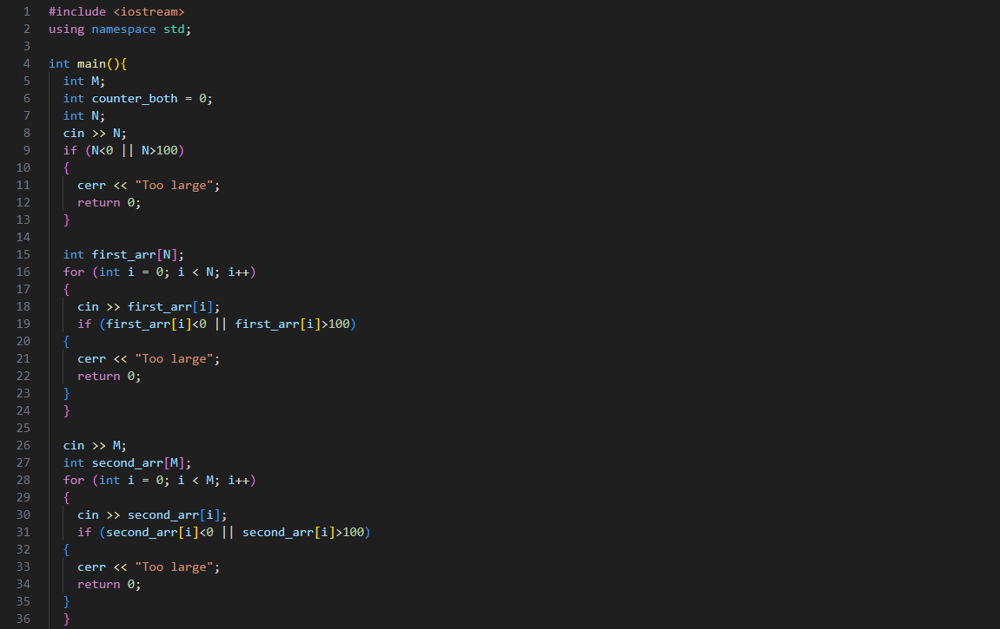 1 #include <iostream>
2 using namespace std;
3
4 int main(){
5   int M;
6   int counter_both = 0;
7   int N;
8   cin >> N;
9   if (N<0 || N>100)
10   {
11     cerr << "Too large";
12     return 0;
13   }
14
15   int first_arr[N];
16   for (int i = 0; i < N; i++)
17   {
18     cin >> first_arr[i];
19     if (first_arr[i]<0 || first_arr[i]>100)
20   {
21     cerr << "Too large";
22     return 0;
23   }
24   }
25
26   cin >> M;
27   int second_arr[M];
28   for (int i = 0; i < M; i++)
29   {
30     cin >> second_arr[i];
31     if (second_arr[i]<0 || second_arr[i]>100)
32   {
33     cerr << "Too large";
34     return 0;
35   }
36   }